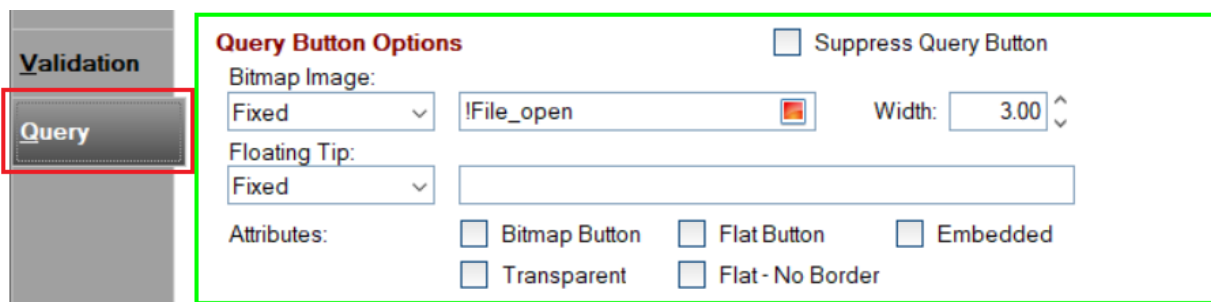 Validation
Query
Query Button Options Suppress Query Button
Bitmap Image:
Fixed !File_open Width: 3.00
Floating Tip:
Fixed
Attributes: Bitmap Button Flat Button Embedded
Transparent Flat - No Border